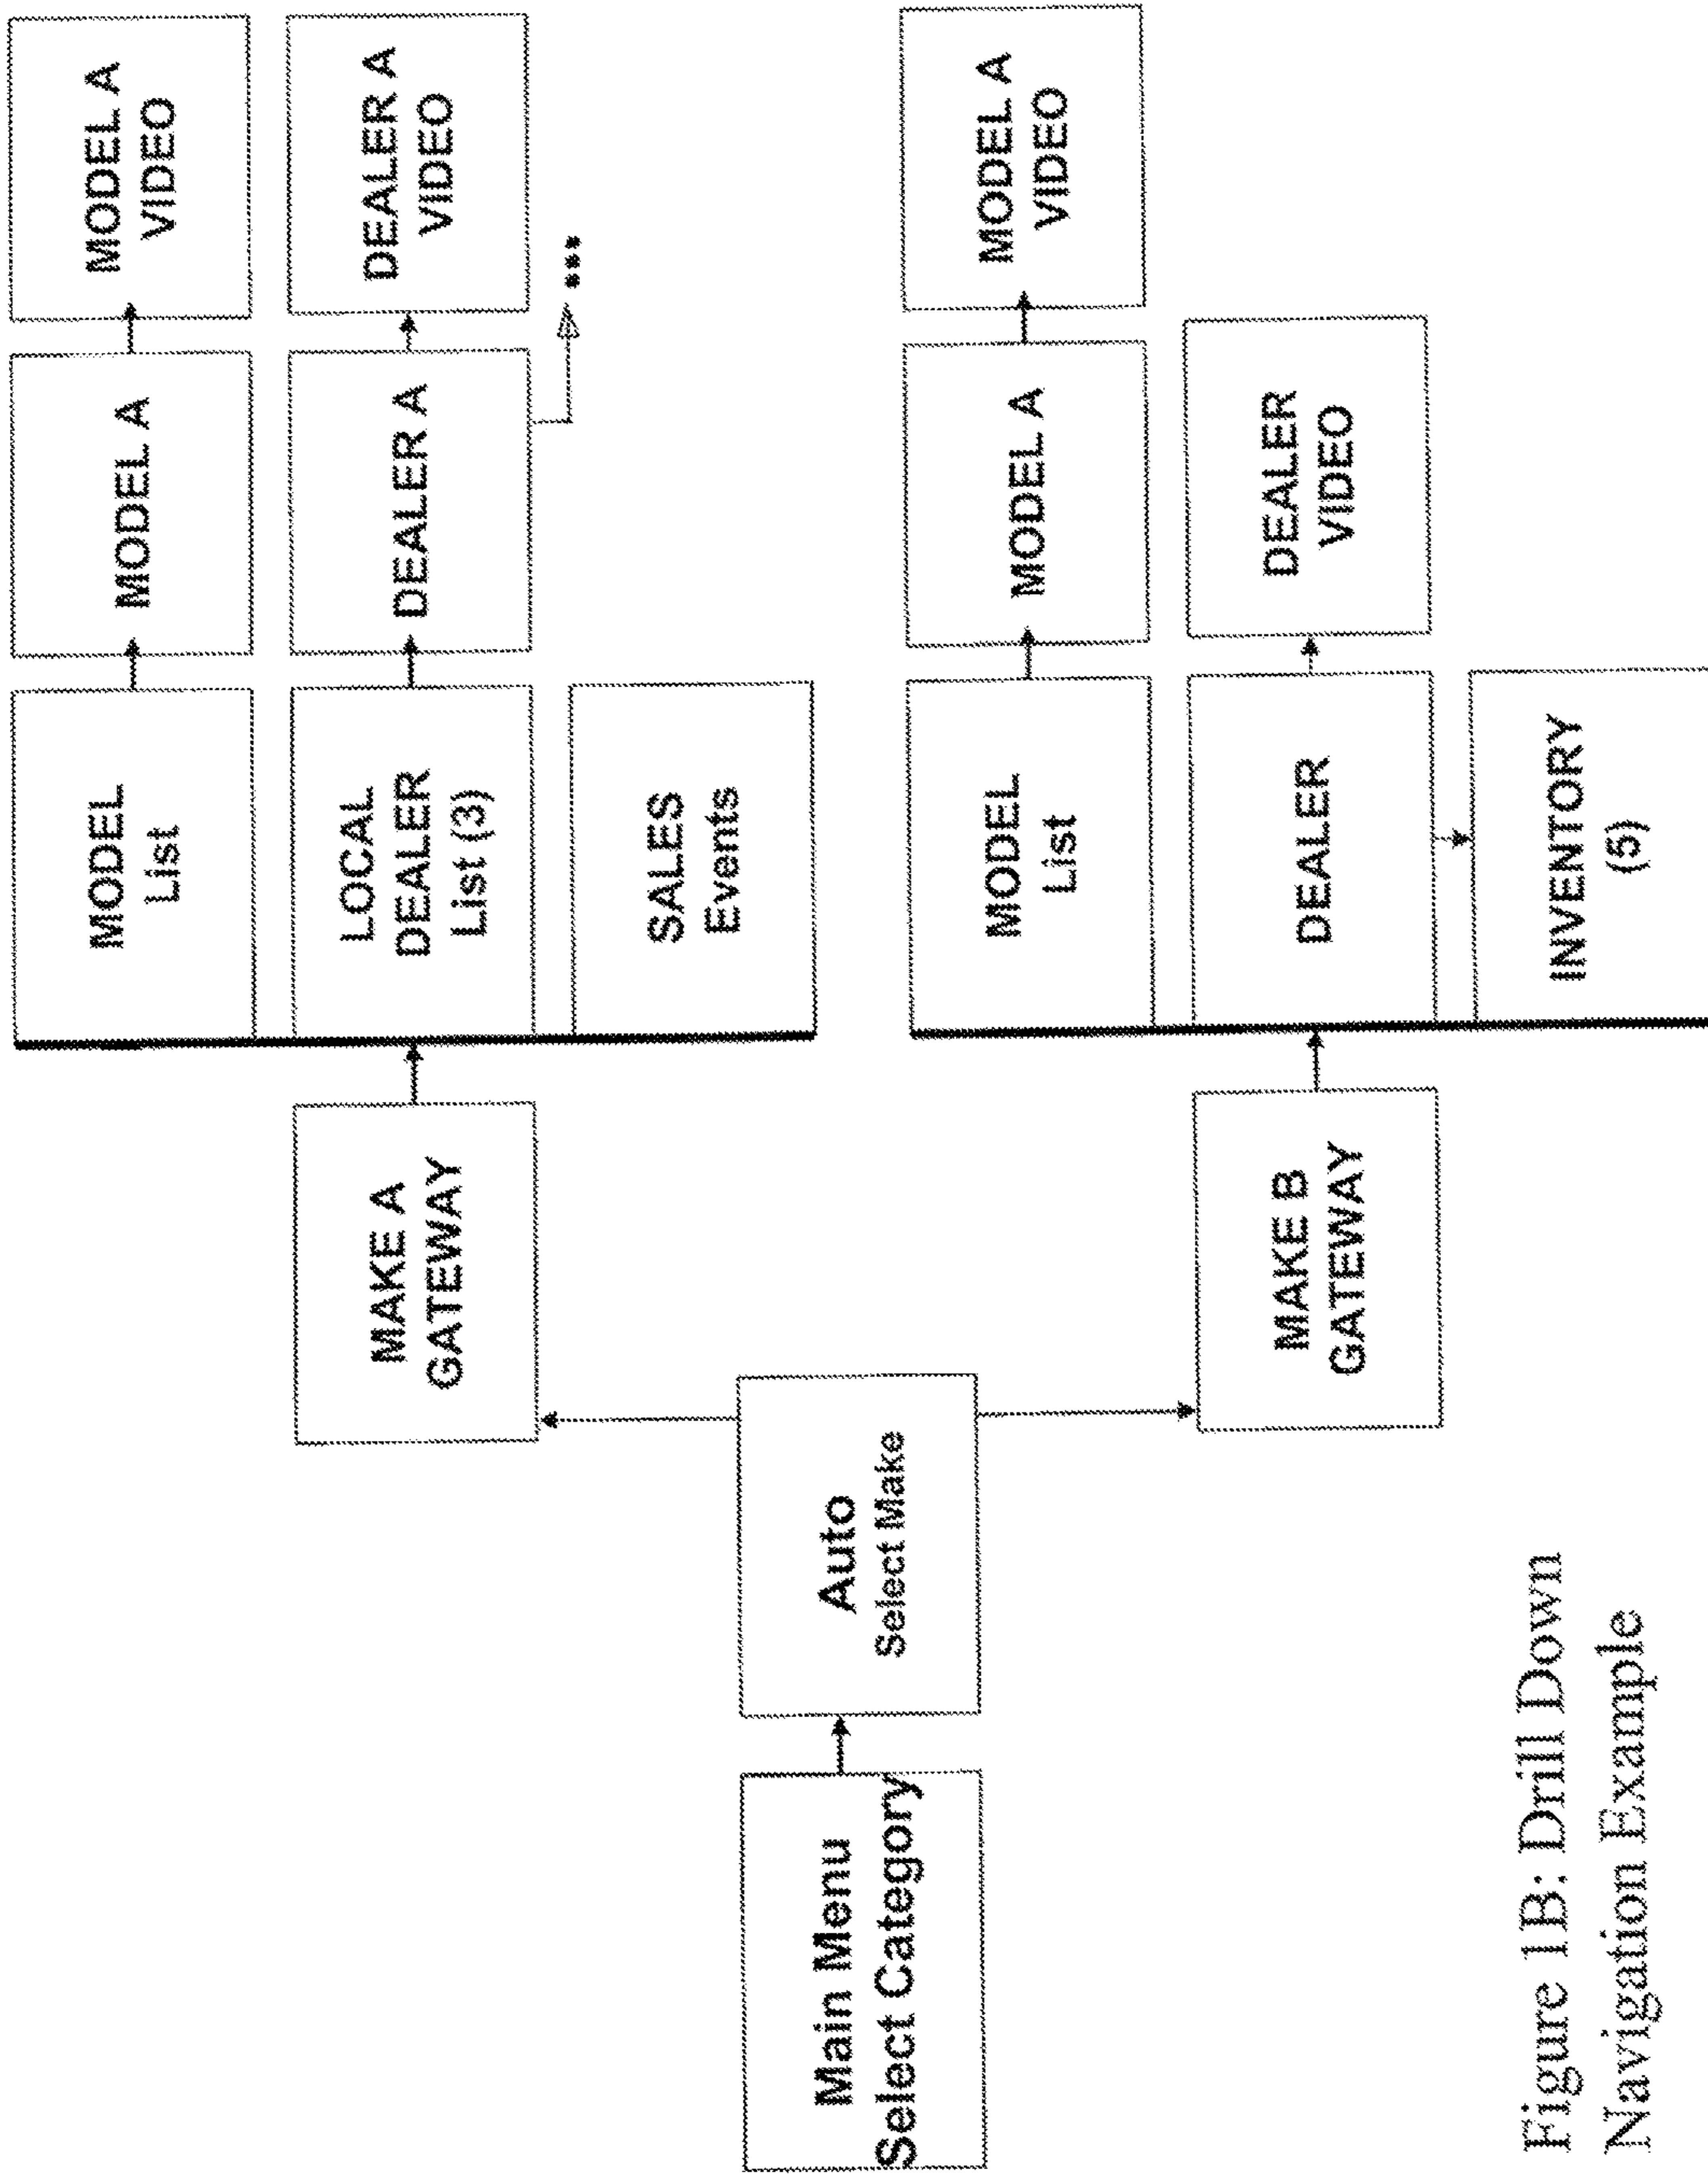 Main Menu
Select Category
Auto
Select Make
MAKE A
GATEWAY
MODEL
List
MODEL A
MODEL A
VIDEO
LOCAL
DEALER
List (3)
DEALER A
DEALER A
VIDEO
•••
SALES
Events
MAKE B
GATEWAY
MODEL
List
MODEL A
MODEL A
VIDEO
DEALER
DEALER
VIDEO
INVENTORY
(5)
Figure 1B: Drill Down
Navigation Example